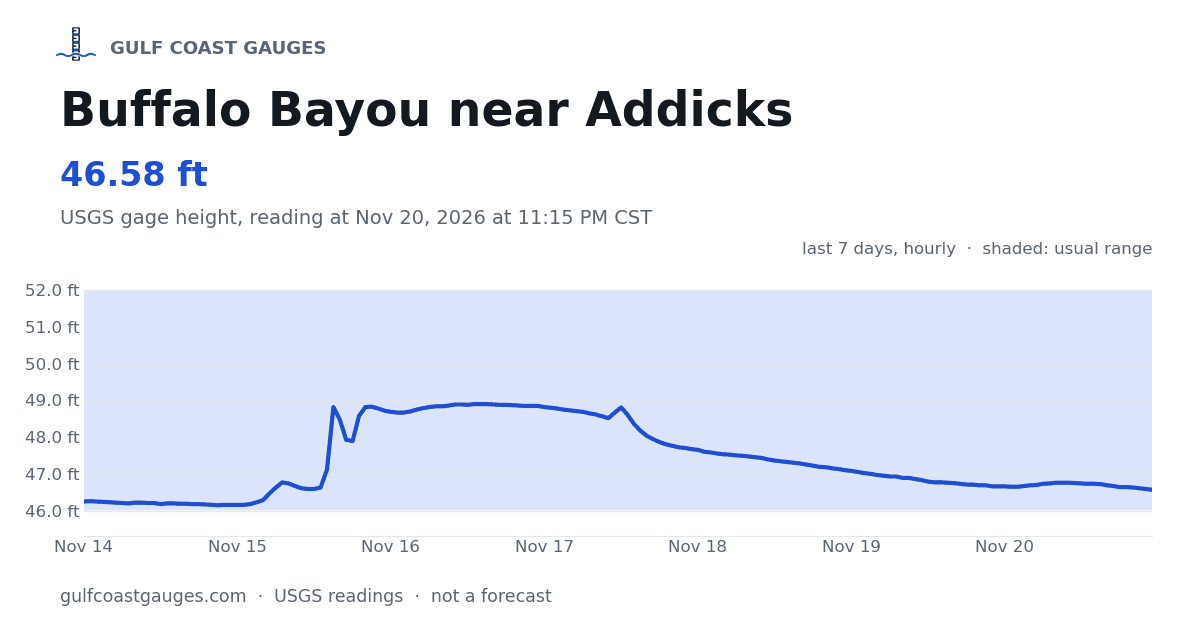 GULF COAST GAUGES
Buffalo Bayou near Addicks
46.58 ft
USGS gage height, reading at Nov 20, 2026 at 11:15 PM CST
last 7 days, hourly · shaded: usual range
52.0 ft
51.0 ft
50.0 ft
49.0 ft
48.0 ft
47.0 ft
46.0 ft
Nov 14 Nov 15 Nov 16 Nov 17 Nov 18 Nov 19 Nov 20
gulfcoastgauges.com · USGS readings · not a forecast